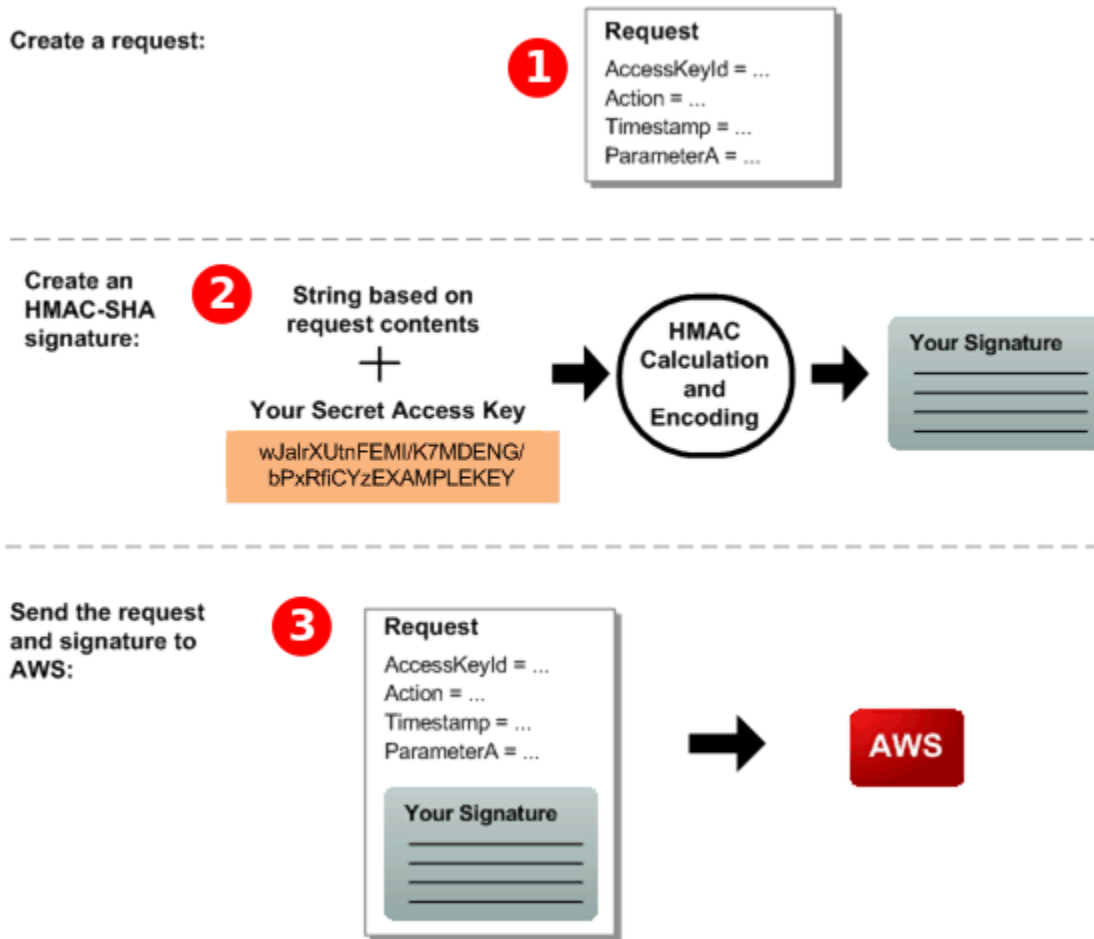 Create a request:
1
Request
AccessKeyId = ...
Action = ...
Timestamp = ...
ParameterA = ...
Create an
HMAC-SHA
signature:
2
String based on
request contents
+
Your Secret Access Key
wJalrXUtnFEMI/K7MDENG/
bPxRfiCYzEXAMPLEKEY
HMAC
Calculation
and
Encoding
Your Signature
Send the request
and signature to
AWS:
3
Request
AccessKeyId = ...
Action = ...
Timestamp = ...
ParameterA = ...
Your Signature
AWS